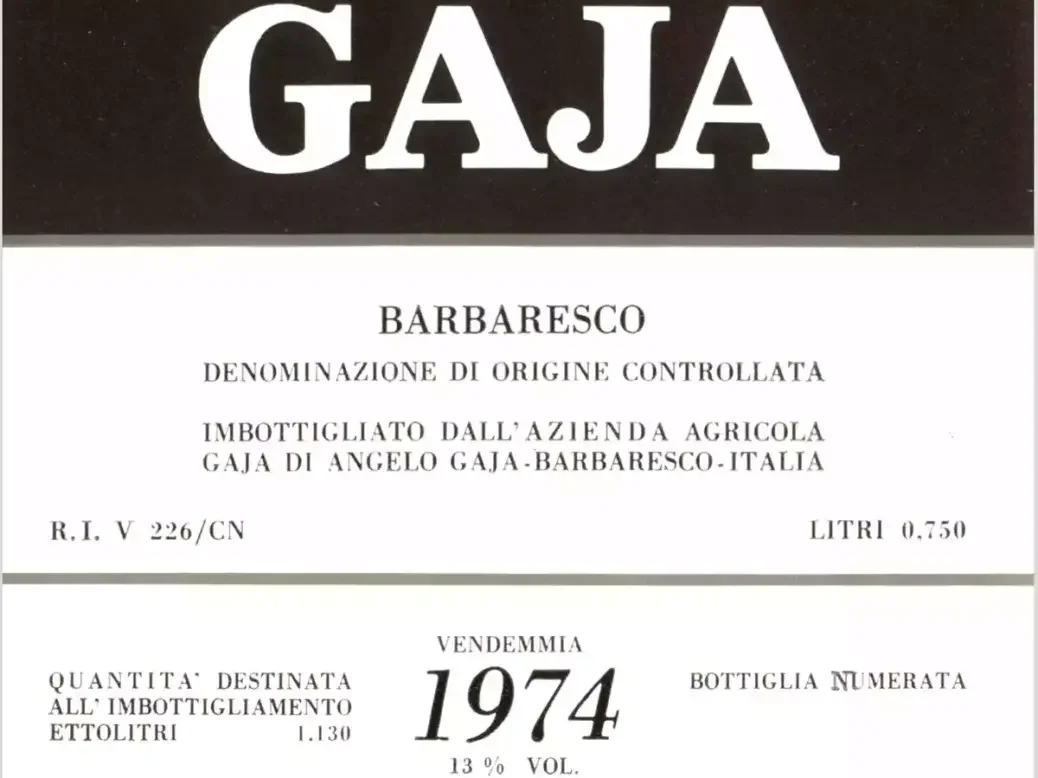 GAJA
BARBARESCO
DENOMINAZIONE DI ORIGINE CONTROLLATA
IMBOTTIGLIATO DALL'AZIENDA AGRICOLA
GAJA DI ANGELO GAJA-BARBARESCO-ITALIA
R.I. V 226/CN
LITRI 0,750
VENDEMMIA
1974
13 % VOL.
QUANTITA' DESTINATA
ALL'IMBOTTIGLIAMENTO
ETTOLITRI 1.130
BOTTIGLIA NUMERATA